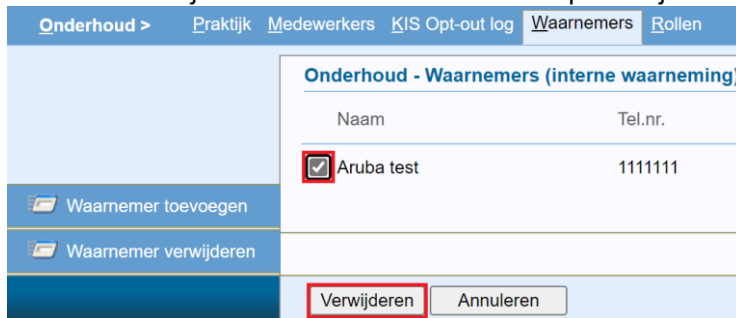 Onderhoud > Praktijk Medewerkers KIS Opt-out log Waarnemers Rollen
Onderhoud - Waarnemers (interne waarneming)
Naam Tel.nr.
Aruba test 1111111
Waarnemer toevoegen
Waarnemer verwijderen
Verwijderen Annuleren